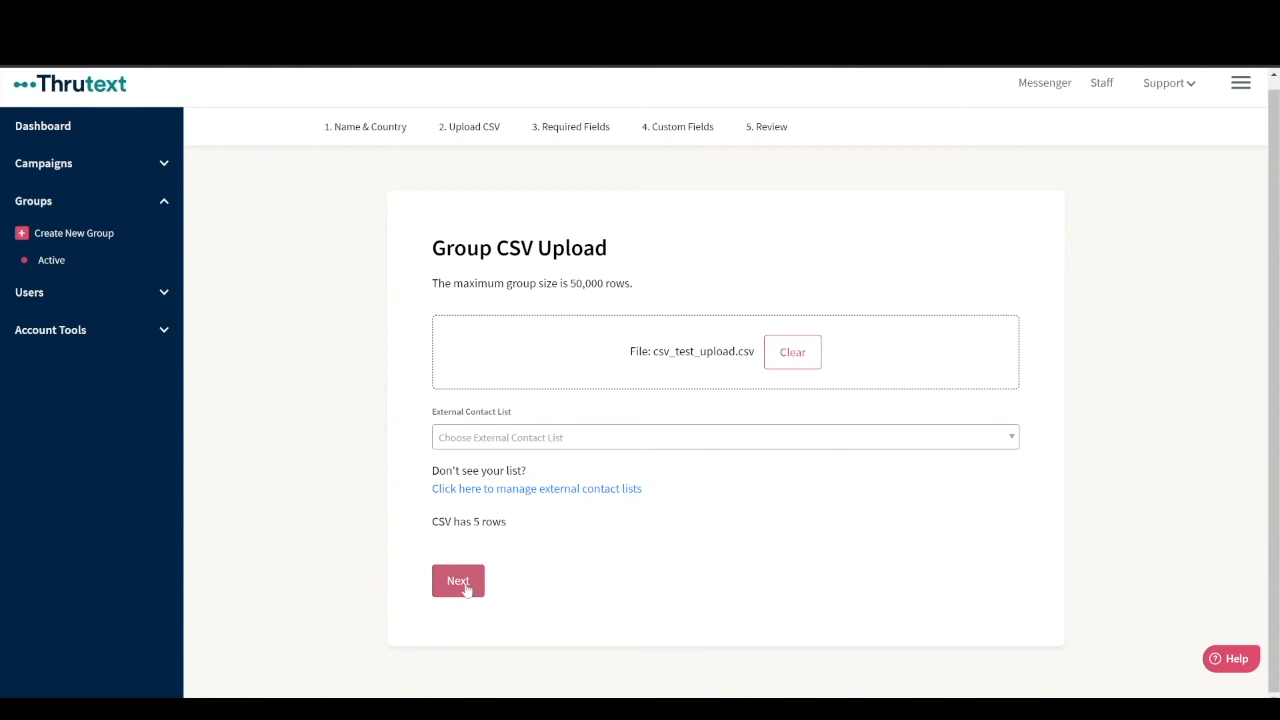 Thrutext
Messenger
Staff
Support
Dashboard
Campaigns
Groups
Create New Group
Active
Users
Account Tools
1. Name & Country
2. Upload CSV
3. Required Fields
4. Custom Fields
5. Review
Group CSV Upload
The maximum group size is 50,000 rows.
File: csv_test_upload.csv
Clear
External Contact List
Choose External Contact List
Don't see your list?
Click here to manage external contact lists
CSV has 5 rows
Next
Help